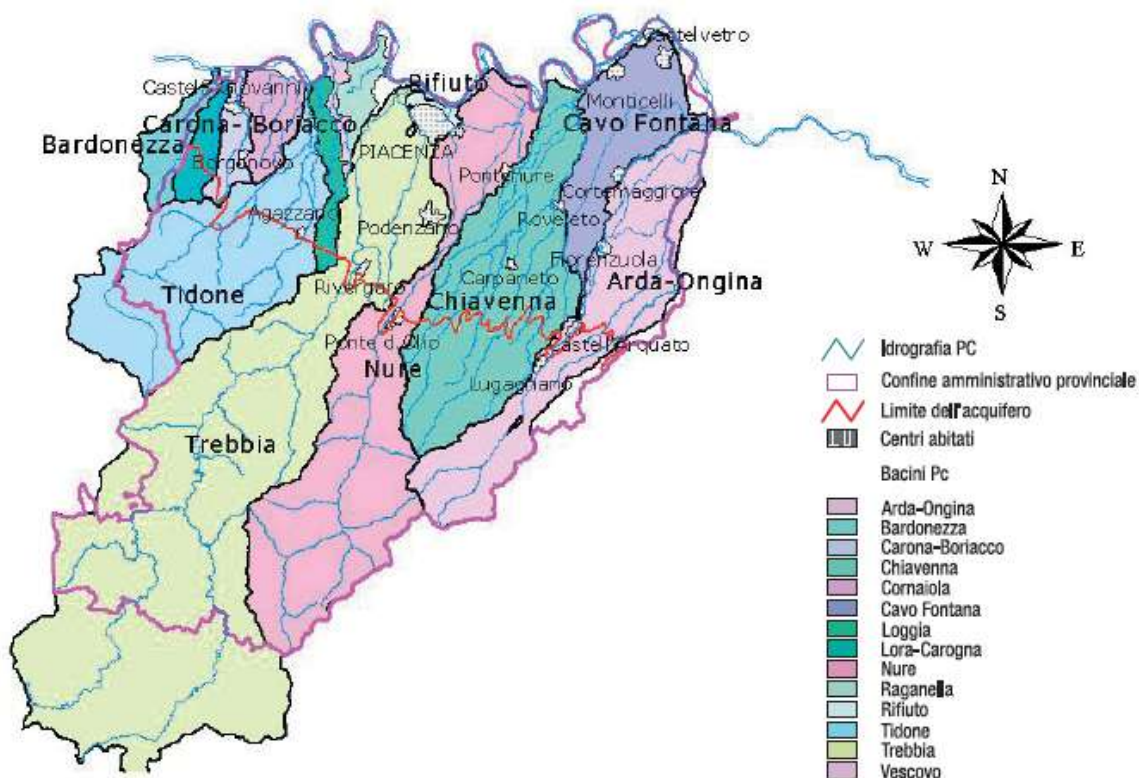 Castelvetro
Rifiuto
Castel S. Giovanni
Monticelli
Carona- Boriacco
Cavo Fontana
Bardonezza
Borgonovo
PIACENZA
Pontenure
Cortemaggiore
Agazzano
Podenzano
Roveleto
Fiorenzuola
Tidone
Rivergaro
Carpaneto
Arda-Ongina
Chiavenna
Ponte d. Olio
Castell'Arquato
Nure
Lugagnano
Trebbia
N
W
E
S
Idrografia PC
Confine amministrativo provinciale
Limite dell'acquifero
Centri abitati
Bacini Pc
Arda-Ongina
Bardonezza
Carona-Boriacco
Chiavenna
Cornaiola
Cavo Fontana
Loggia
Lora-Carogna
Nure
Raganella
Rifiuto
Tidone
Trebbia
Vescovo